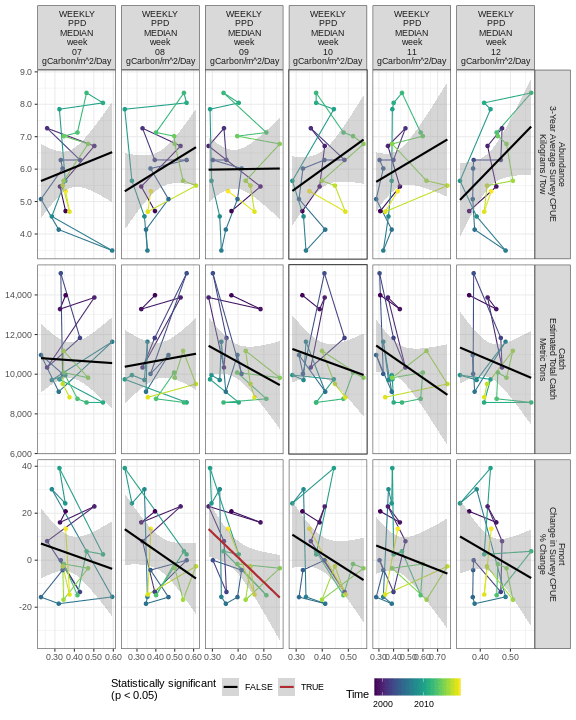 WEEKLY WEEKLY WEEKLY WEEKLY WEEKLY WEEKLY
PPD PPD PPD PPD PPD PPD
MEDIAN MEDIAN MEDIAN MEDIAN MEDIAN MEDIAN
week week week week week week
07 08 09 10 11 12
gCarbon/m^2/Day gCarbon/m^2/Day gCarbon/m^2/Day gCarbon/m^2/Day gCarbon/m^2/Day gCarbon/m^2/Day
9.0
8.0
7.0
6.0
5.0
4.0
Abundance
3-Year Average Survey CPUE
Kilograms / Tow
14,000
12,000
10,000
8,000
6,000
Catch
Estimated Total Catch
Metric Tons
40
20
0
-20
Fmort
Change in Survey CPUE
% Change
0.30 0.40 0.50 0.60 0.30 0.40 0.50 0.60 0.30 0.40 0.50 0.30 0.40 0.50 0.30 0.40 0.50 0.60 0.70 0.40 0.50
Statistically significant
(p < 0.05)
FALSE TRUE
Time
2000 2010